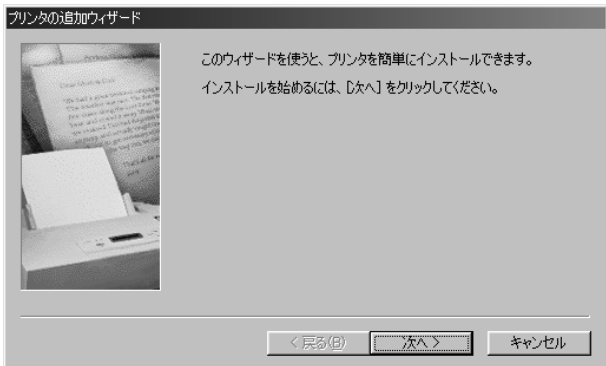 プリンタの追加ウィザード
このウィザードを使うと、プリンタを簡単にインストールできます。
インストールを始めるには、[次へ] をクリックしてください。
< 戻る(B)
次へ >
キャンセル